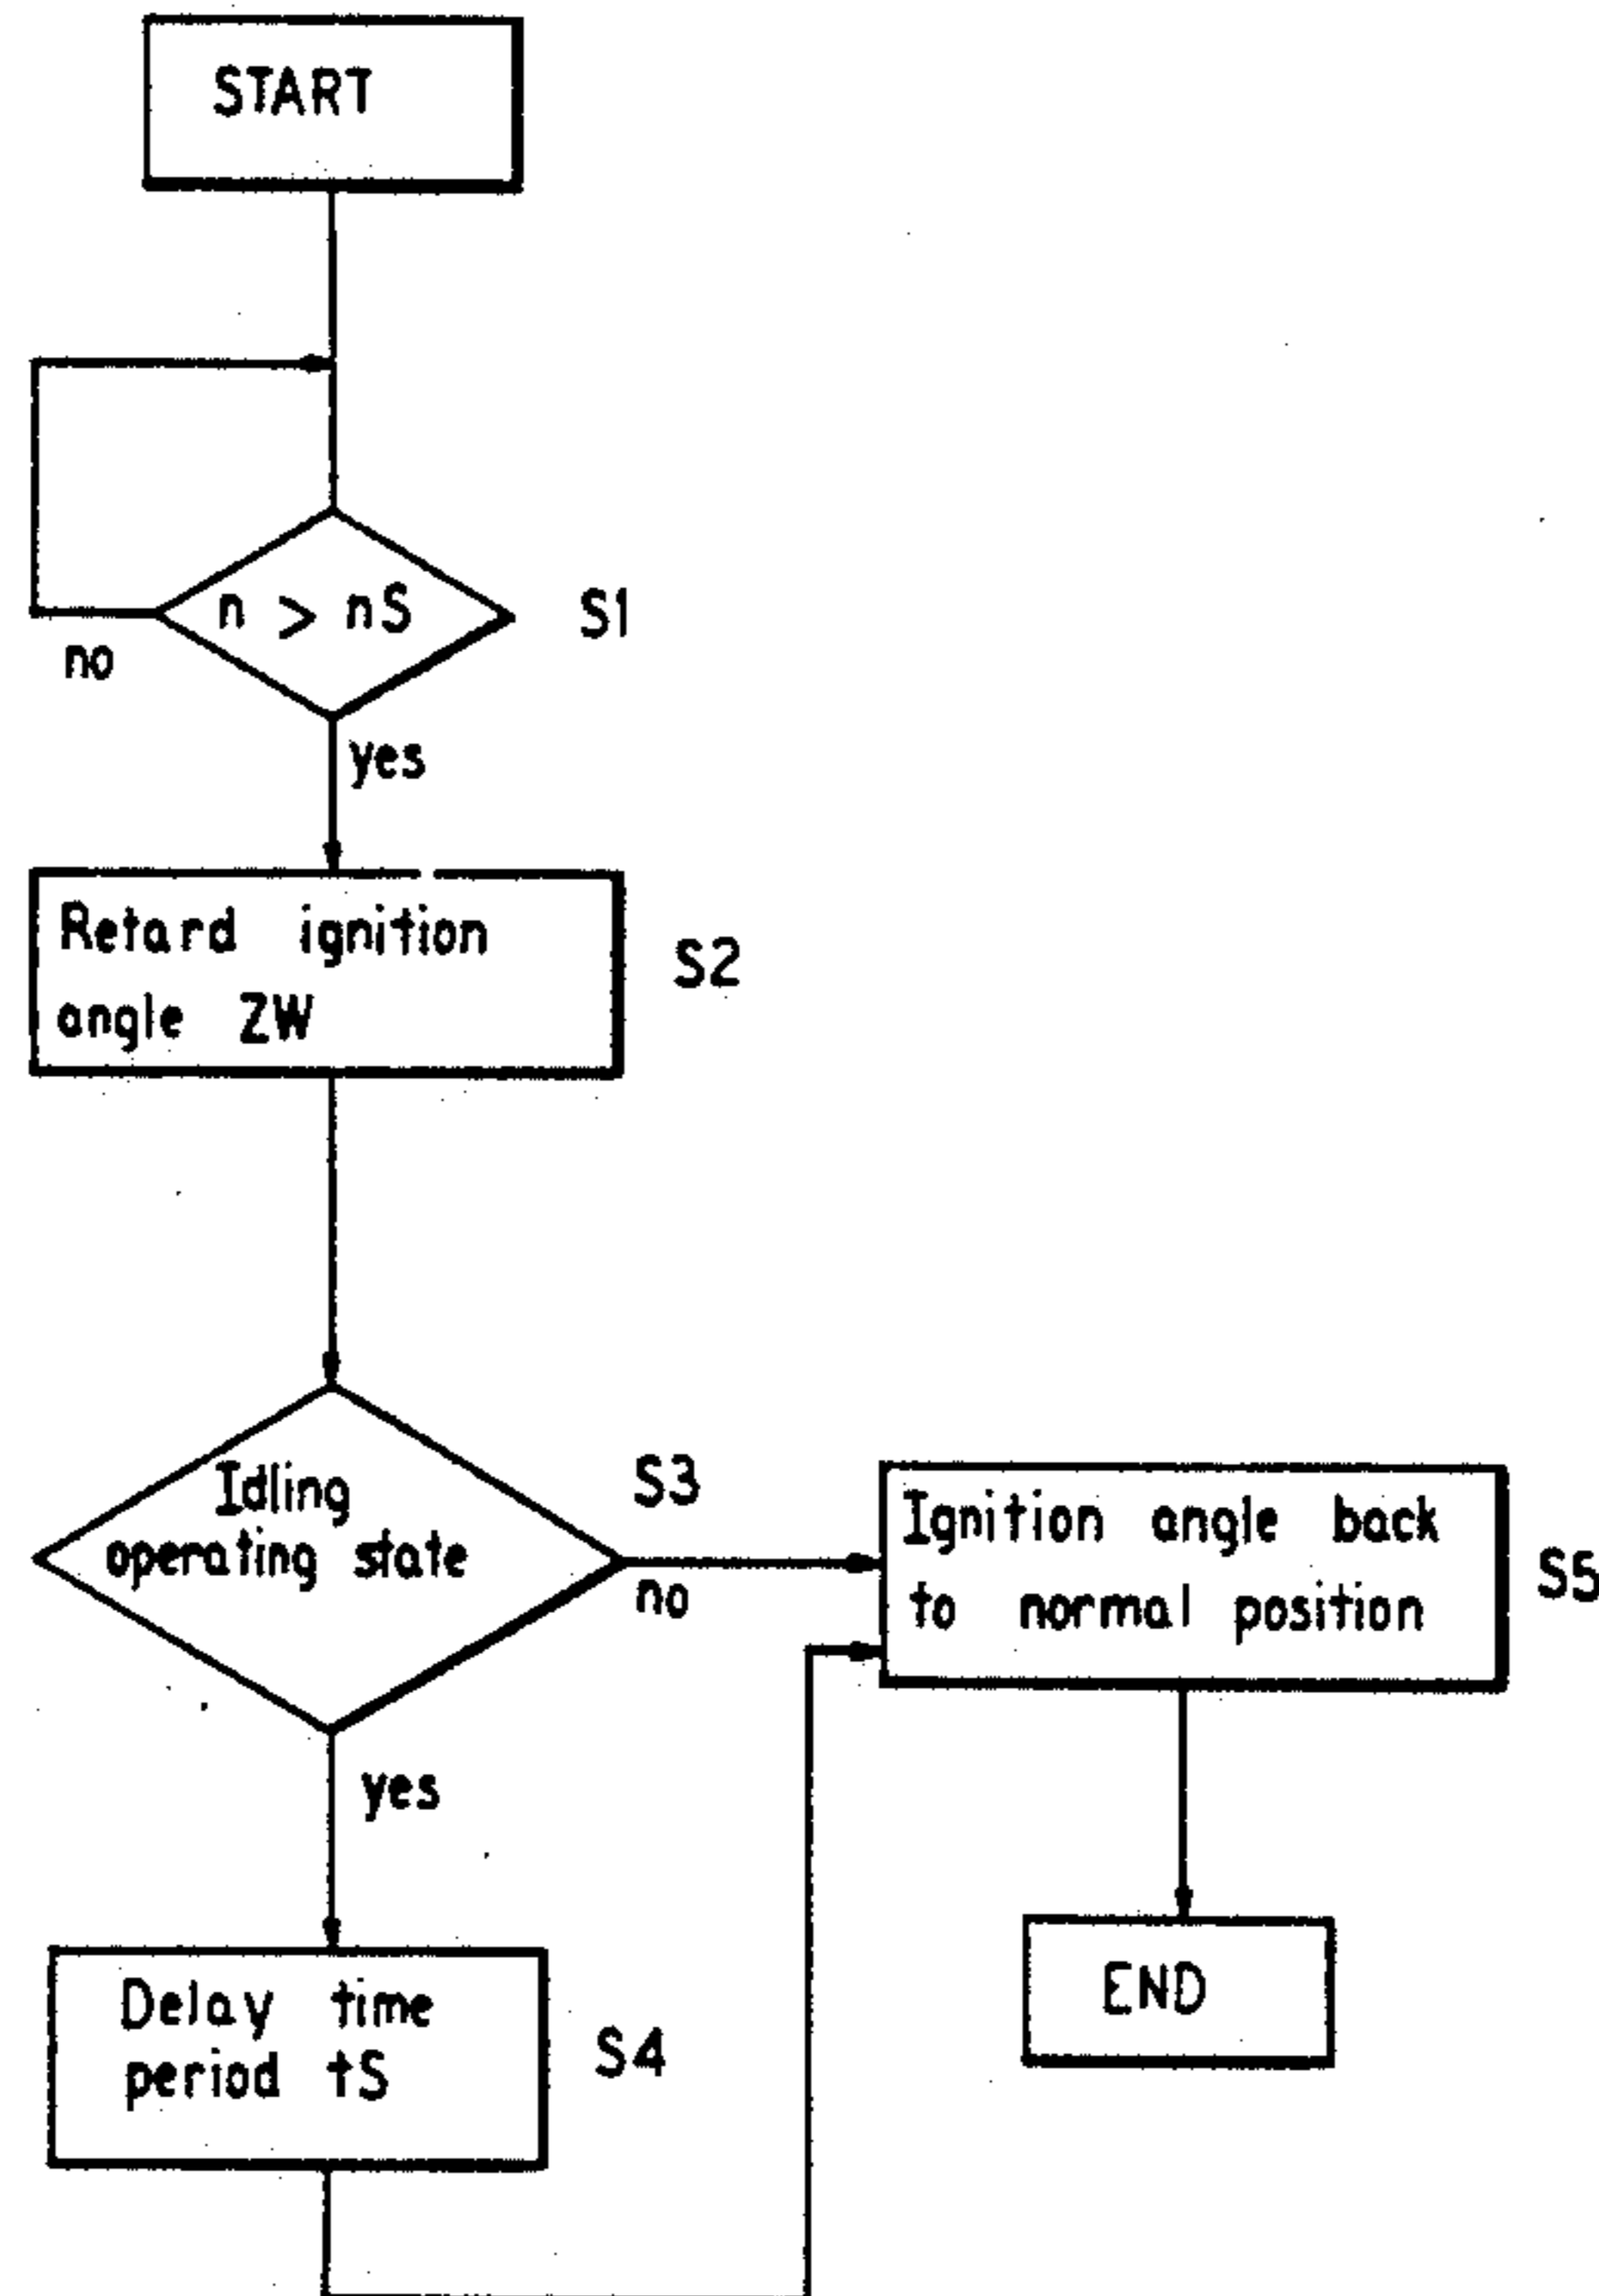 START
n > nS
S1
no
yes
Retard ignition
angle ZW
S2
Idling
operating state
S3
no
Ignition angle back
to normal position
S5
yes
Delay time
period tS
S4
END